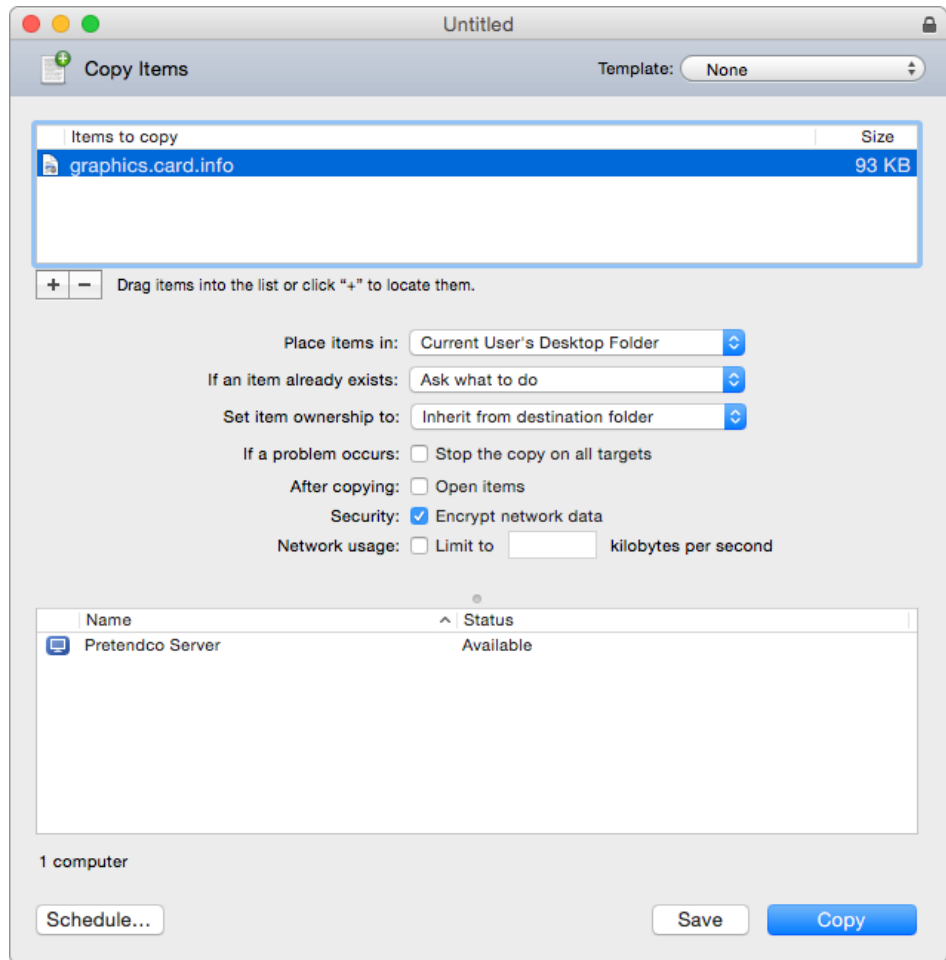 Untitled
Copy Items Template: None
Items to copy Size
graphics.card.info 93 KB
+ − Drag items into the list or click “+” to locate them.
Place items in: Current User's Desktop Folder
If an item already exists: Ask what to do
Set item ownership to: Inherit from destination folder
If a problem occurs: Stop the copy on all targets
After copying: Open items
Security: Encrypt network data
Network usage: Limit to kilobytes per second
Name Status
Pretendco Server Available
1 computer
Schedule... Save Copy